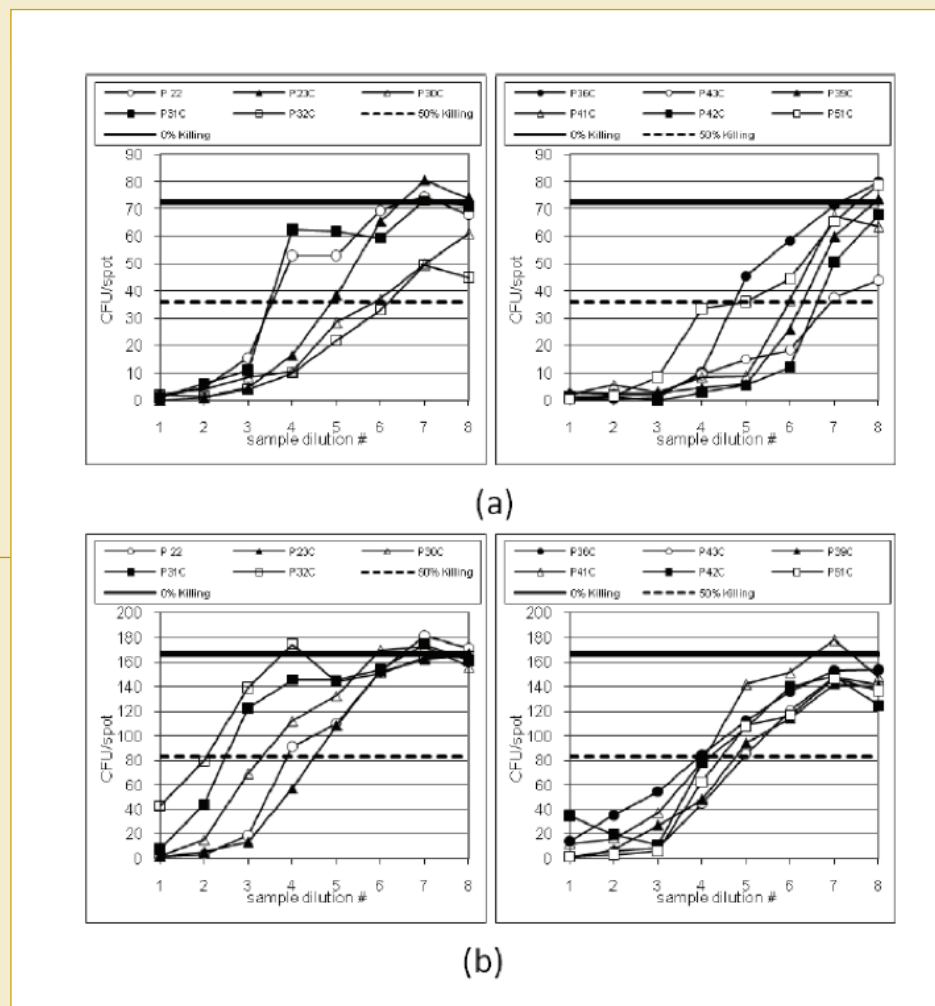 P 22 P23C P30C
P31C P32C 50% Killing
0% Killing
90
80
70
60
50
40
30
20
10
0
CFU/spot
1 2 3 4 5 6 7 8
sample dilution #
P36C P43C P39C
P41C P42C P51C
0% Killing 50% Killing
90
80
70
60
50
40
30
20
10
0
CFU/spot
1 2 3 4 5 6 7 8
sample dilution #
(a)
P 22 P23C P30C
P31C P32C 50% Killing
0% Killing
200
180
160
140
120
100
80
60
40
20
0
CFU/spot
1 2 3 4 5 6 7 8
sample dilution #
P36C P43C P39C
P41C P42C P51C
0% Killing 50% Killing
200
180
160
140
120
100
80
60
40
20
0
CFU/spot
1 2 3 4 5 6 7 8
sample dilution #
(b)